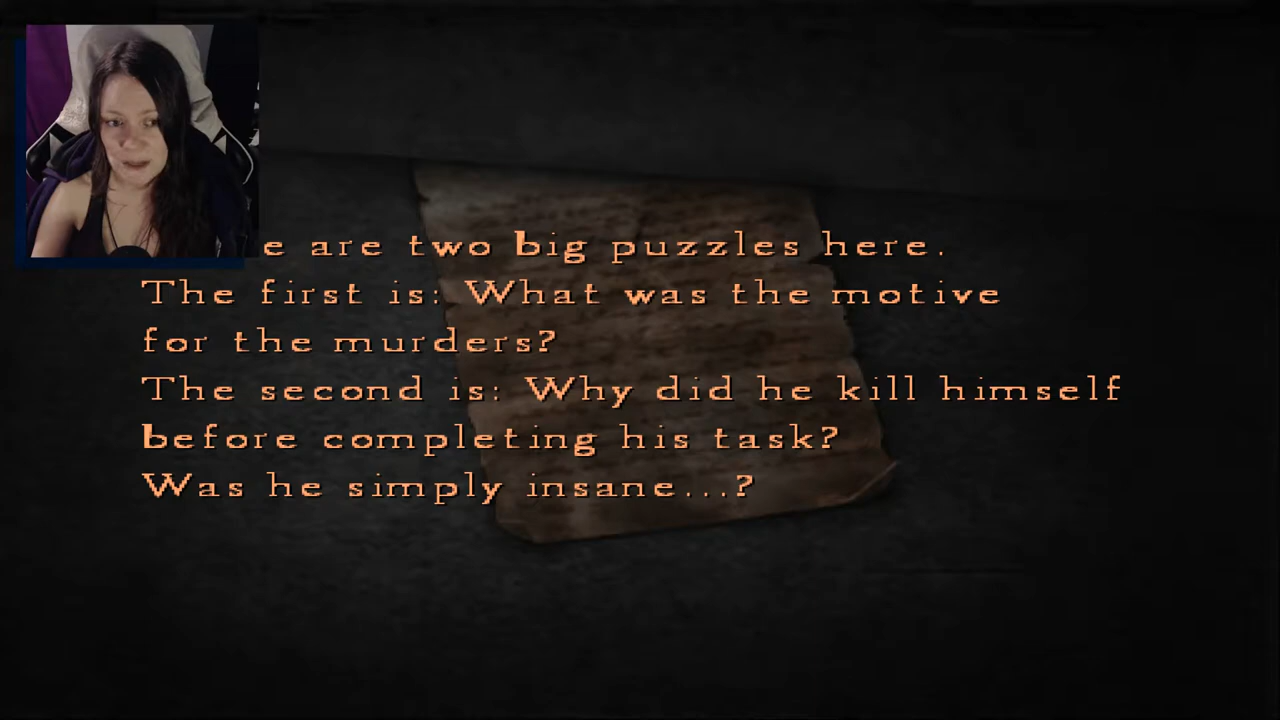 e are two big puzzles here.
The first is: What was the motive
for the murders?
The second is: Why did he kill himself
before completing his task?
Was he simply insane...?